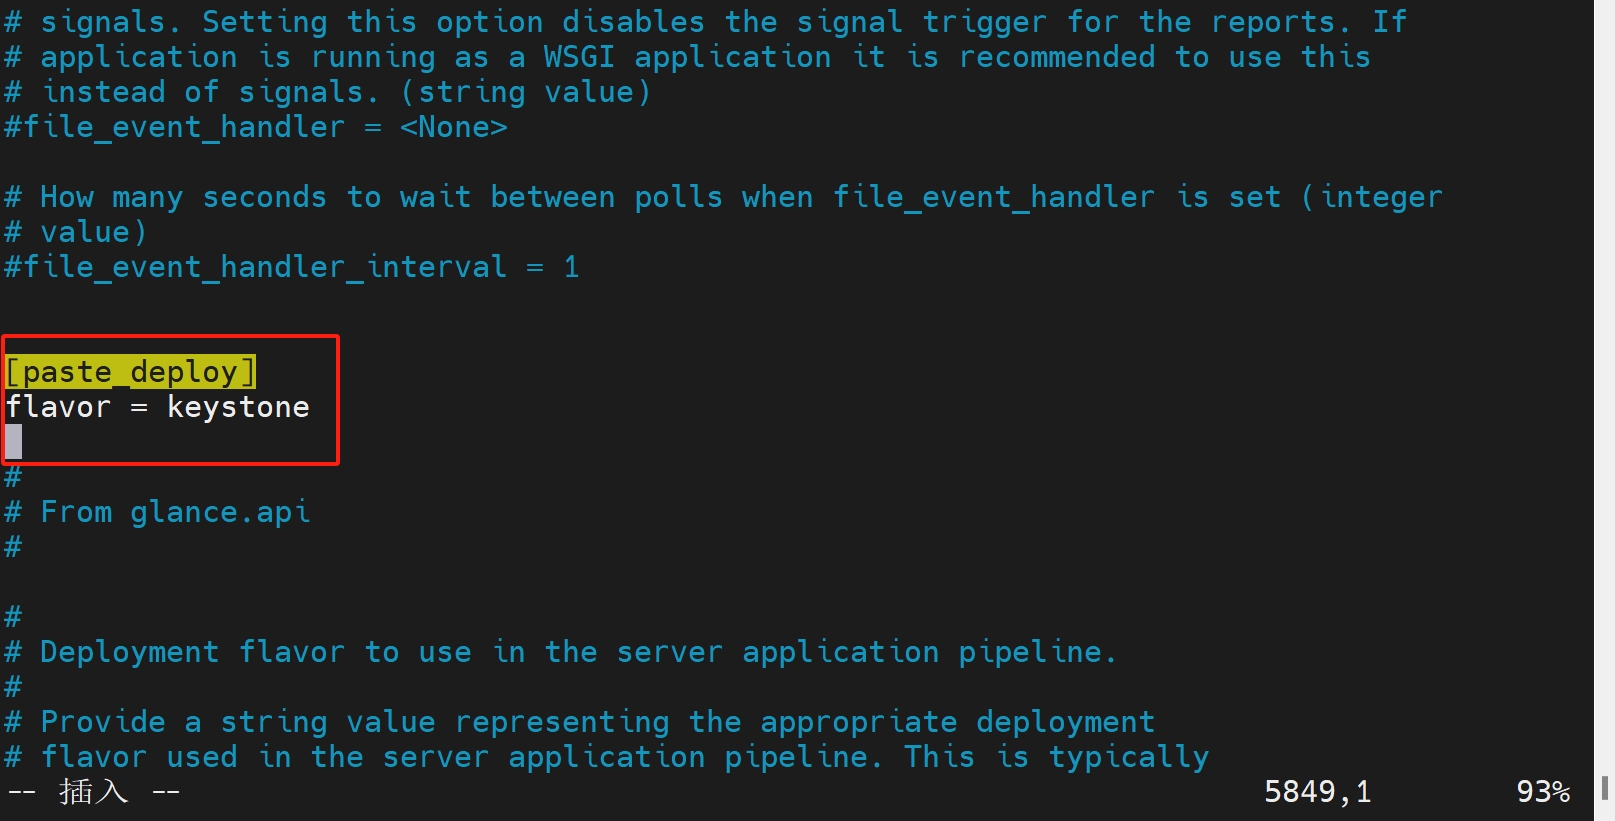 # signals. Setting this option disables the signal trigger for the reports. If
# application is running as a WSGI application it is recommended to use this
# instead of signals. (string value)
#file_event_handler = <None>
# How many seconds to wait between polls when file_event_handler is set (integer
# value)
#file_event_handler_interval = 1
[paste_deploy]
flavor = keystone
#
# From glance.api
#
#
# Deployment flavor to use in the server application pipeline.
#
# Provide a string value representing the appropriate deployment
# flavor used in the server application pipeline. This is typically
-- 插入 -- 5849,1 93%